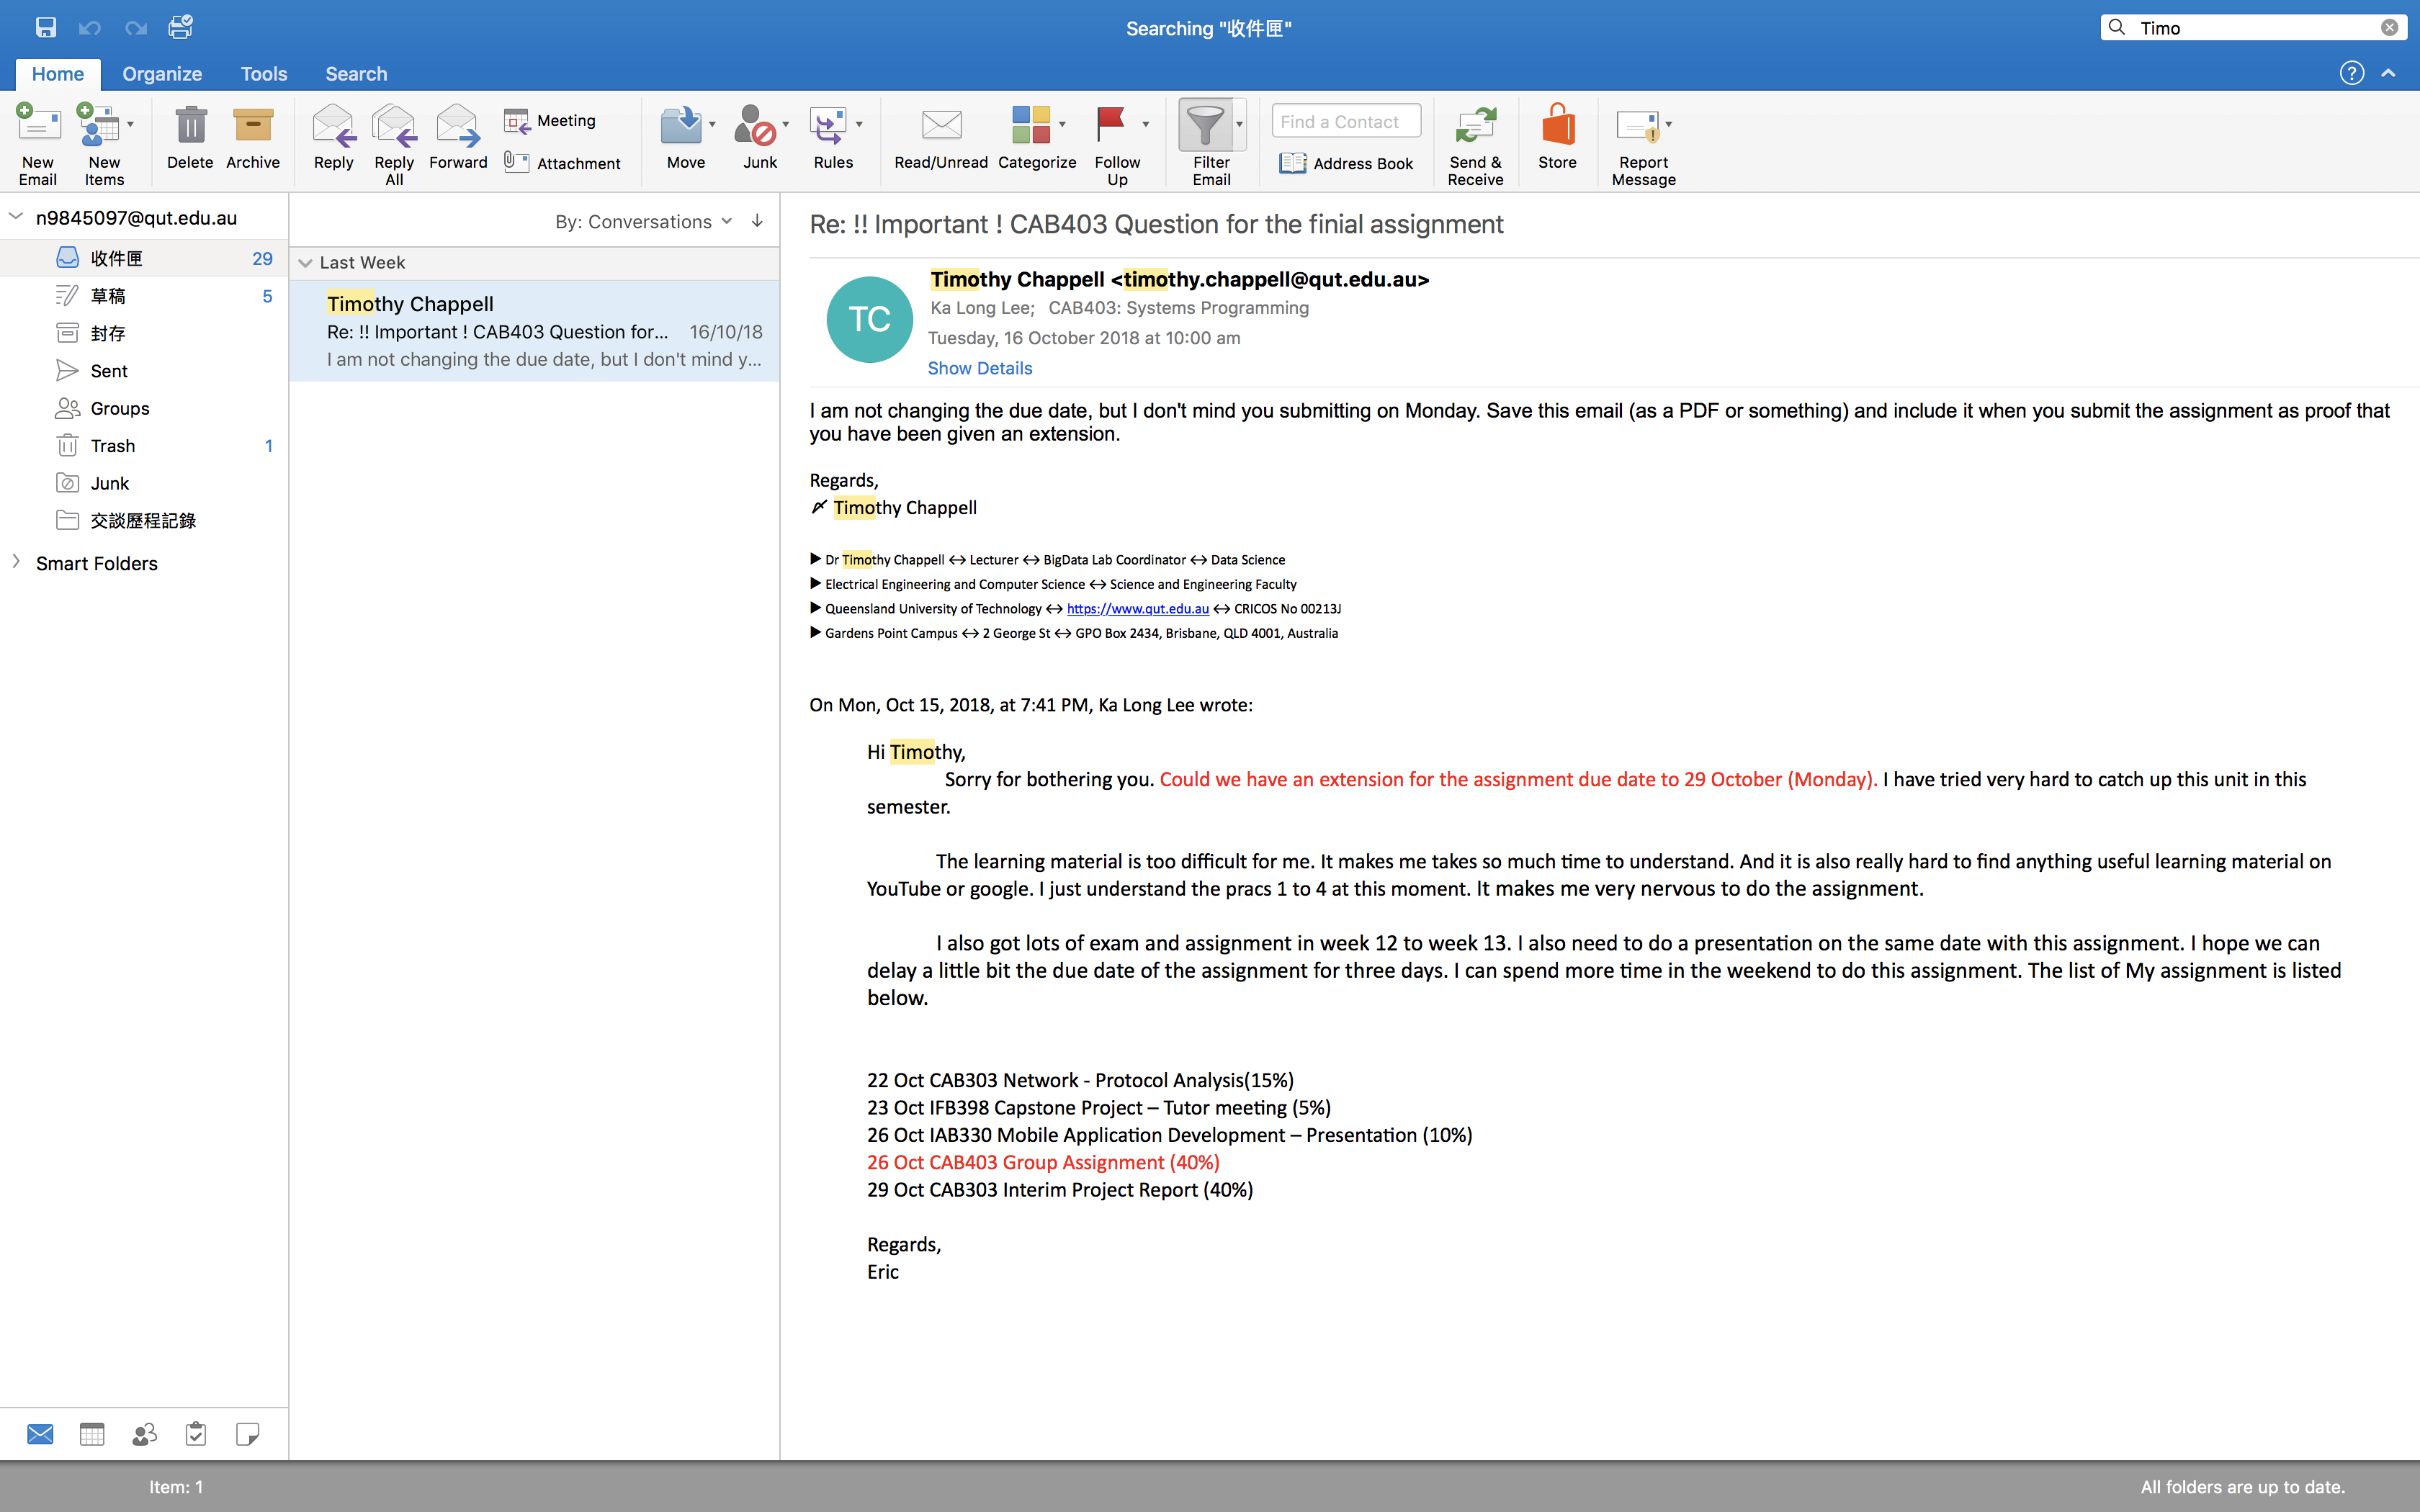 Searching "收件匣"
Timo
Home
Organize
Tools
Search
New Email
New Items
Delete
Archive
Reply
Reply All
Forward
Meeting
Attachment
Move
Junk
Rules
Read/Unread
Categorize
Follow Up
Filter Email
Find a Contact
Address Book
Send & Receive
Store
Report Message
n9845097@qut.edu.au
收件匣 29
草稿 5
封存
Sent
Groups
Trash 1
Junk
交談歷程記錄
Smart Folders
By: Conversations
Last Week
Timothy Chappell
Re: !! Important ! CAB403 Question for... 16/10/18
I am not changing the due date, but I don't mind y...
Re: !! Important ! CAB403 Question for the finial assignment
TC
Timothy Chappell <timothy.chappell@qut.edu.au>
Ka Long Lee; CAB403: Systems Programming
Tuesday, 16 October 2018 at 10:00 am
Show Details
I am not changing the due date, but I don't mind you submitting on Monday. Save this email (as a PDF or something) and include it when you submit the assignment as proof that
you have been given an extension.
Regards,
Timothy Chappell
▶ Dr Timothy Chappell ↔ Lecturer ↔ BigData Lab Coordinator ↔ Data Science
▶ Electrical Engineering and Computer Science ↔ Science and Engineering Faculty
▶ Queensland University of Technology ↔ https://www.qut.edu.au ↔ CRICOS No 00213J
▶ Gardens Point Campus ↔ 2 George St ↔ GPO Box 2434, Brisbane, QLD 4001, Australia
On Mon, Oct 15, 2018, at 7:41 PM, Ka Long Lee wrote:
Hi Timothy,
Sorry for bothering you. Could we have an extension for the assignment due date to 29 October (Monday). I have tried very hard to catch up this unit in this
semester.
The learning material is too difficult for me. It makes me takes so much time to understand. And it is also really hard to find anything useful learning material on
YouTube or google. I just understand the pracs 1 to 4 at this moment. It makes me very nervous to do the assignment.
I also got lots of exam and assignment in week 12 to week 13. I also need to do a presentation on the same date with this assignment. I hope we can
delay a little bit the due date of the assignment for three days. I can spend more time in the weekend to do this assignment. The list of My assignment is listed
below.
22 Oct CAB303 Network - Protocol Analysis(15%)
23 Oct IFB398 Capstone Project – Tutor meeting (5%)
26 Oct IAB330 Mobile Application Development – Presentation (10%)
26 Oct CAB403 Group Assignment (40%)
29 Oct CAB303 Interim Project Report (40%)
Regards,
Eric
Item: 1
All folders are up to date.